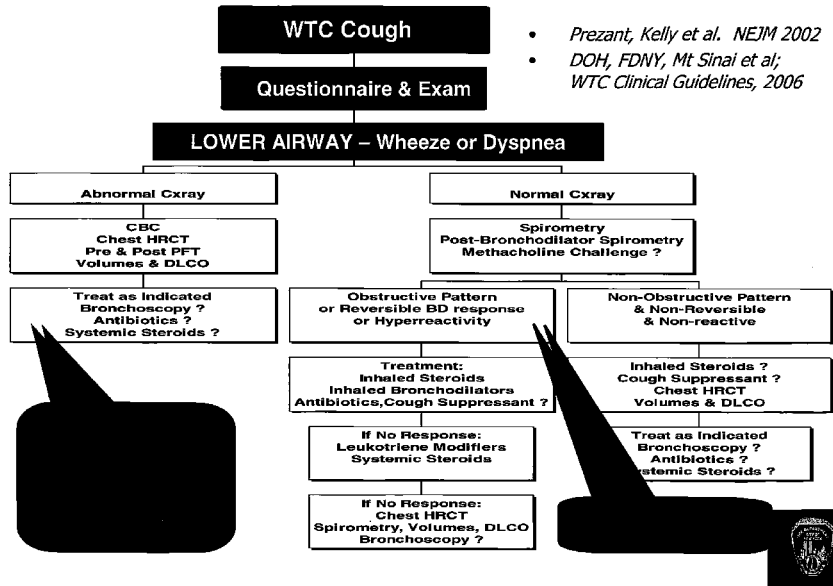 WTC Cough
• Prezant, Kelly et al. NEJM 2002
• DOH, FDNY, Mt Sinai et al;
WTC Clinical Guidelines, 2006
Questionnaire & Exam
LOWER AIRWAY – Wheeze or Dyspnea
Abnormal Cxray
CBC
Chest HRCT
Pre & Post PFT
Volumes & DLCO
Treat as Indicated
Bronchoscopy ?
Antibiotics ?
Systemic Steroids ?
Normal Cxray
Spirometry
Post-Bronchodilator Spirometry
Methacholine Challenge ?
Obstructive Pattern
or Reversible BD response
or Hyperreactivity
Treatment:
Inhaled Steroids
Inhaled Bronchodilators
Antibiotics,Cough Suppressant ?
If No Response:
Leukotriene Modifiers
Systemic Steroids
If No Response:
Chest HRCT
Spirometry, Volumes, DLCO
Bronchoscopy ?
Non-Obstructive Pattern
& Non-Reversible
& Non-reactive
Inhaled Steroids ?
Cough Suppressant ?
Chest HRCT
Volumes & DLCO
Treat as Indicated
Bronchoscopy ?
Antibiotics ?
stemic Steroids ?